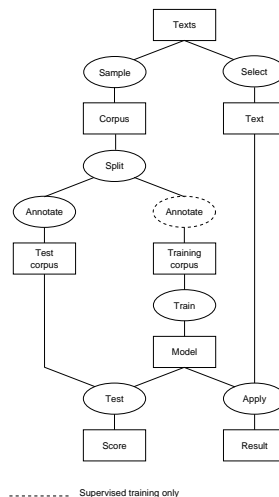 Texts
Sample
Select
Corpus
Text
Split
Annotate
Annotate
Test
corpus
Training
corpus
Train
Model
Test
Apply
Score
Result
Supervised training only